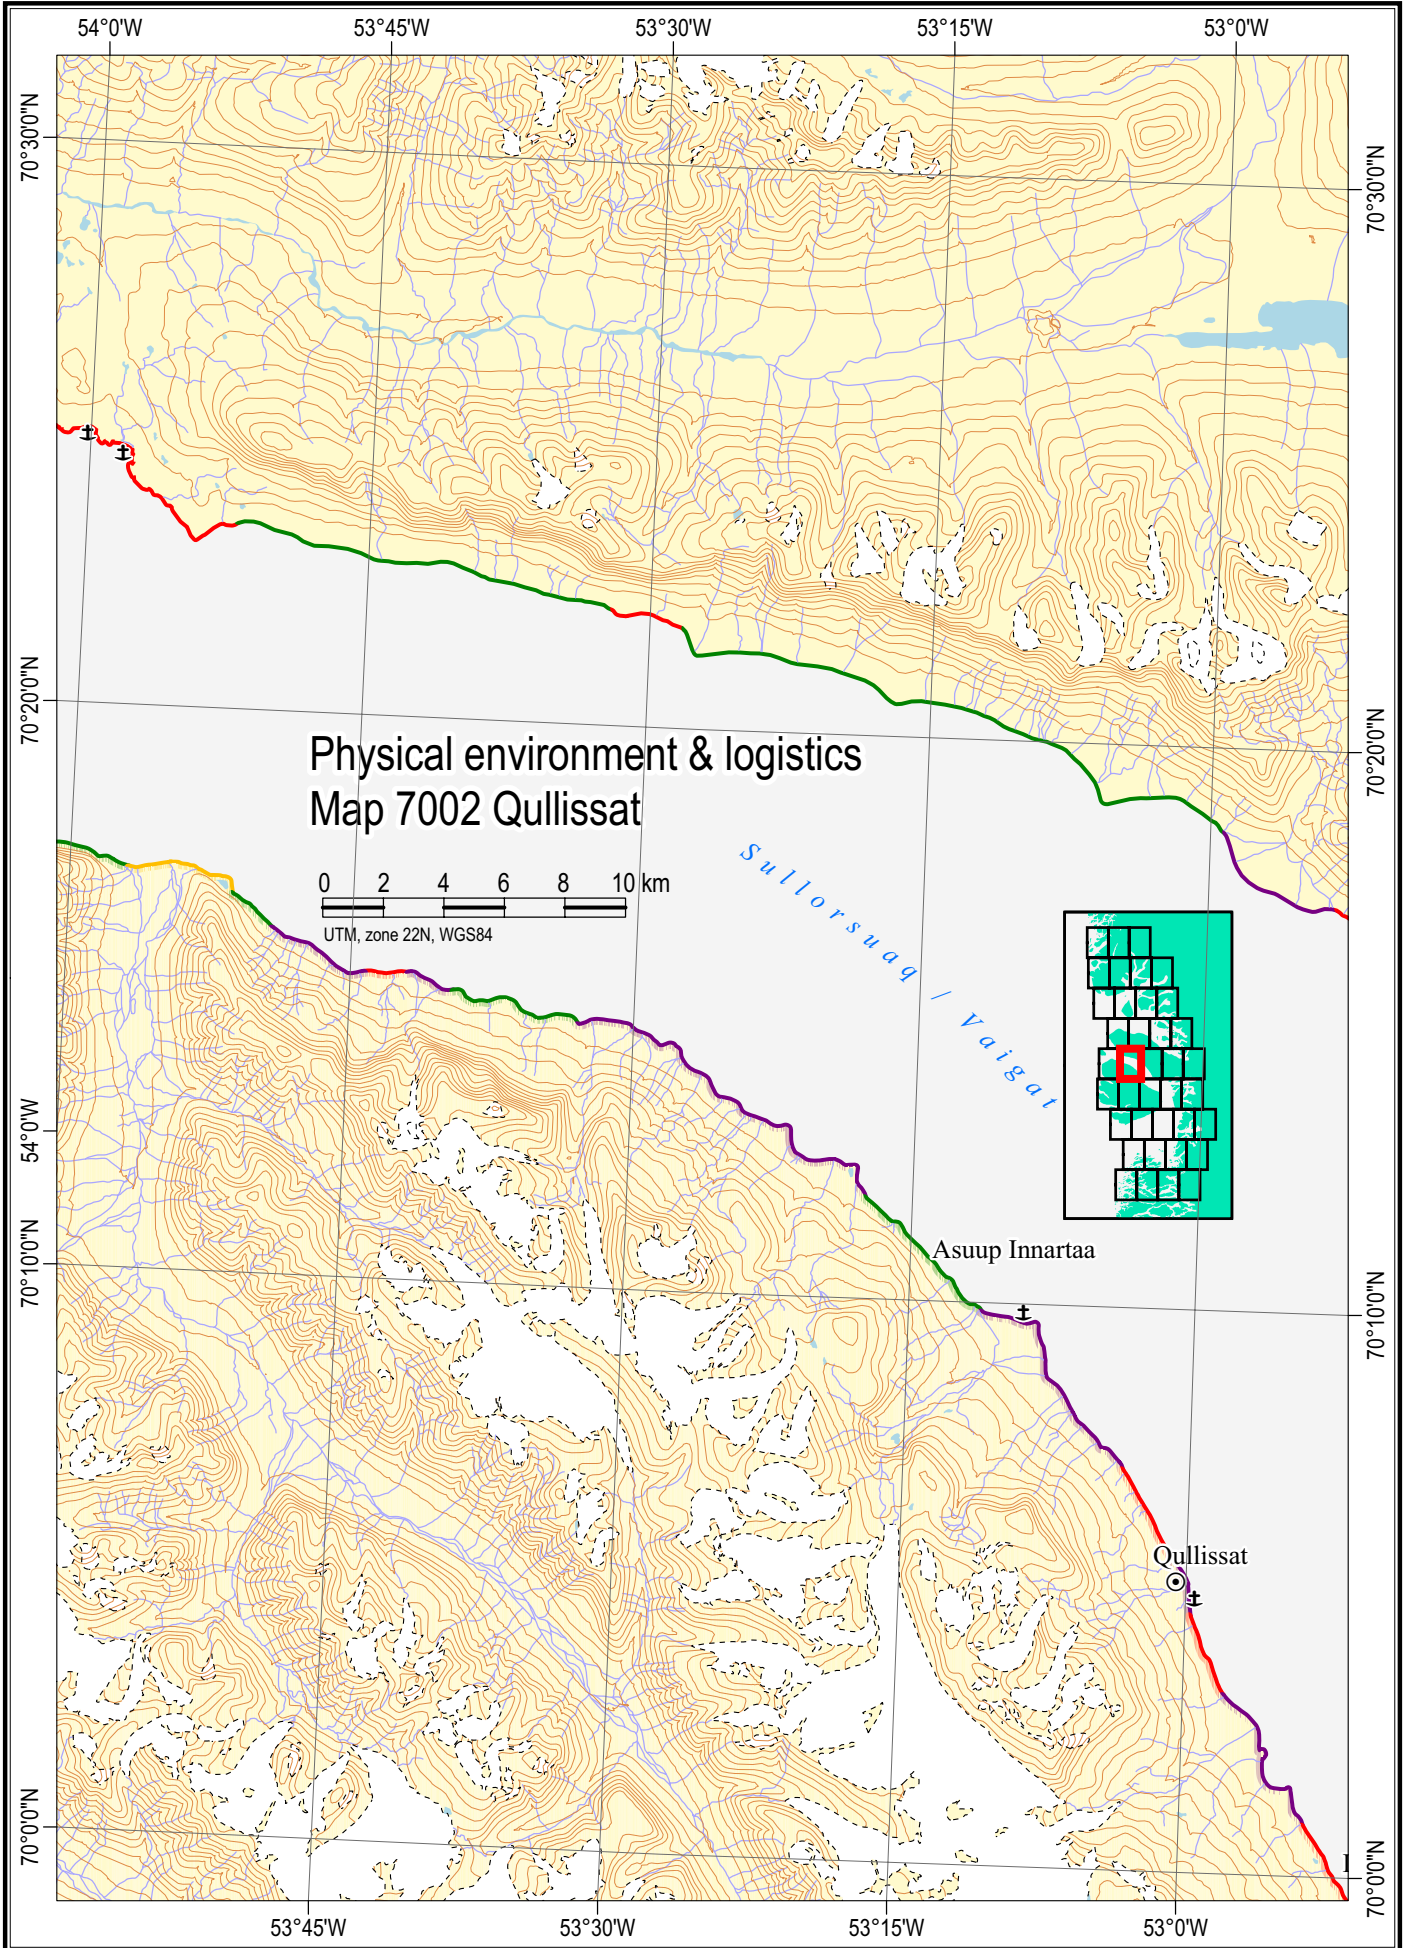 54°0'W 53°45'W 53°30'W 53°15'W 53°0'W
70°30'0"N
70°30'0"N
70°20'0"N
70°20'0"N
Physical environment & logistics
Map 7002 Qullissat
0 2 4 6 8 10 km
UTM, zone 22N, WGS84
Sullorsuaq / Vaigat
54°0'W
Asuup Innartaa
70°10'0"N
70°10'0"N
Qullissat
70°0'0"N
70°0'0"N
53°45'W 53°30'W 53°15'W 53°0'W